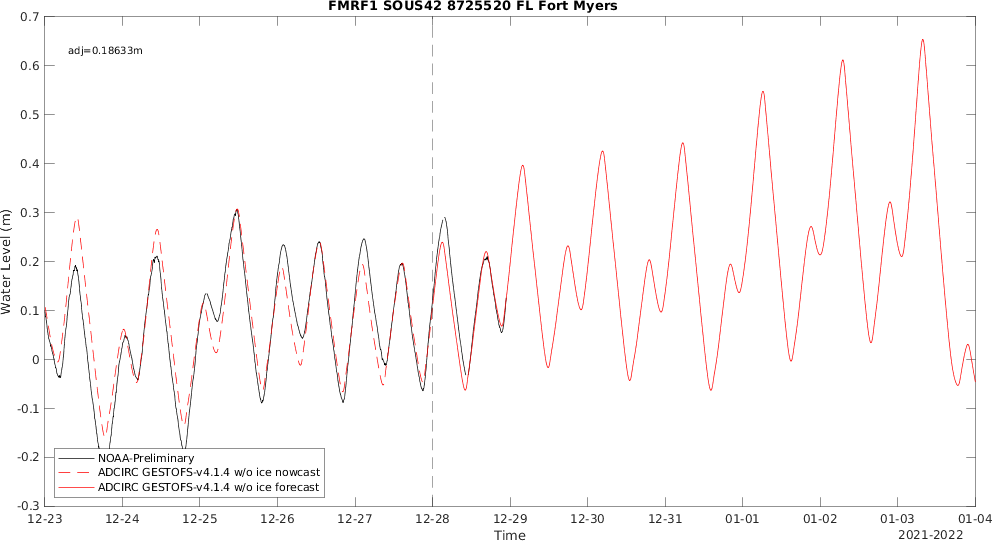 FMRF1 SOUS42 8725520 FL Fort Myers
adj=0.18633m
Water Level (m)
0.7
0.6
0.5
0.4
0.3
0.2
0.1
0
-0.1
-0.2
-0.3
NOAA-Preliminary
ADCIRC GESTOFS-v4.1.4 w/o ice nowcast
ADCIRC GESTOFS-v4.1.4 w/o ice forecast
12-23 12-24 12-25 12-26 12-27 12-28 12-29 12-30 12-31 01-01 01-02 01-03 01-04
Time
2021-2022